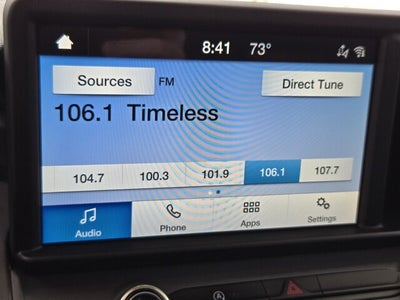 8:41 73°
Sources FM Direct Tune
106.1 Timeless
104.7 100.3 101.9 106.1 107.7
Audio Phone Apps Settings